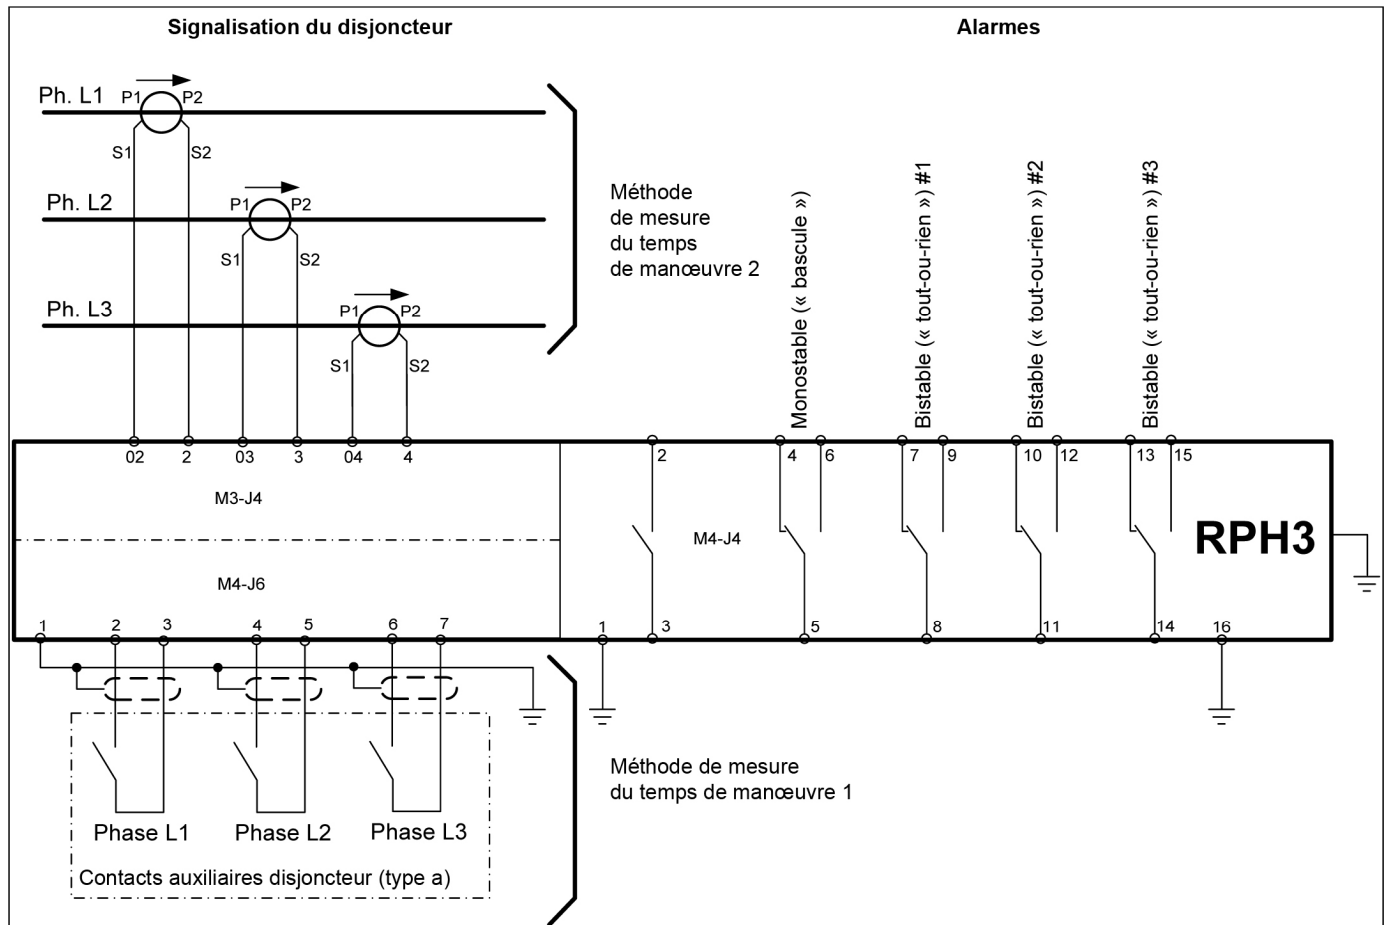 Signalisation du disjoncteur
Alarmes
Ph. L1
P1
P2
S1
S2
Ph. L2
P1
P2
S1
S2
Ph. L3
P1
P2
S1
S2
Méthode
de mesure
du temps
de manœuvre 2
Monostable (« bascule »)
Bistable (« tout-ou-rien ») #1
Bistable (« tout-ou-rien ») #2
Bistable (« tout-ou-rien ») #3
02 2 03 3 04 4
2 4 6 7 9 10 12 13 15
M3-J4
M4-J4
RPH3
M4-J6
1 2 3 4 5 6 7
1 3 5 8 11 14 16
Méthode de mesure
du temps de manœuvre 1
Phase L1
Phase L2
Phase L3
Contacts auxiliaires disjoncteur (type a)